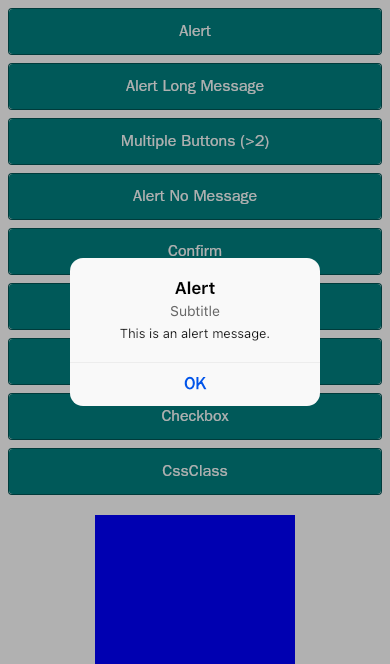 Alert
Alert Long Message
Multiple Buttons (>2)
Alert No Message
Confirm
Alert
Subtitle
This is an alert message.
OK
Checkbox
CssClass